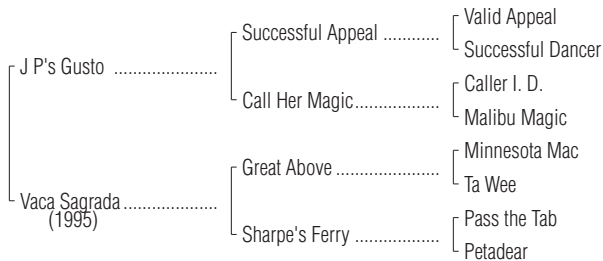 Valid Appeal
Successful Appeal ............
Successful Dancer
J P's Gusto ......................
Caller I. D.
Call Her Magic..................
Malibu Magic
Minnesota Mac
Great Above ......................
Ta Wee
Vaca Sagrada....................
(1995)
Pass the Tab
Sharpe's Ferry ..................
Petadear